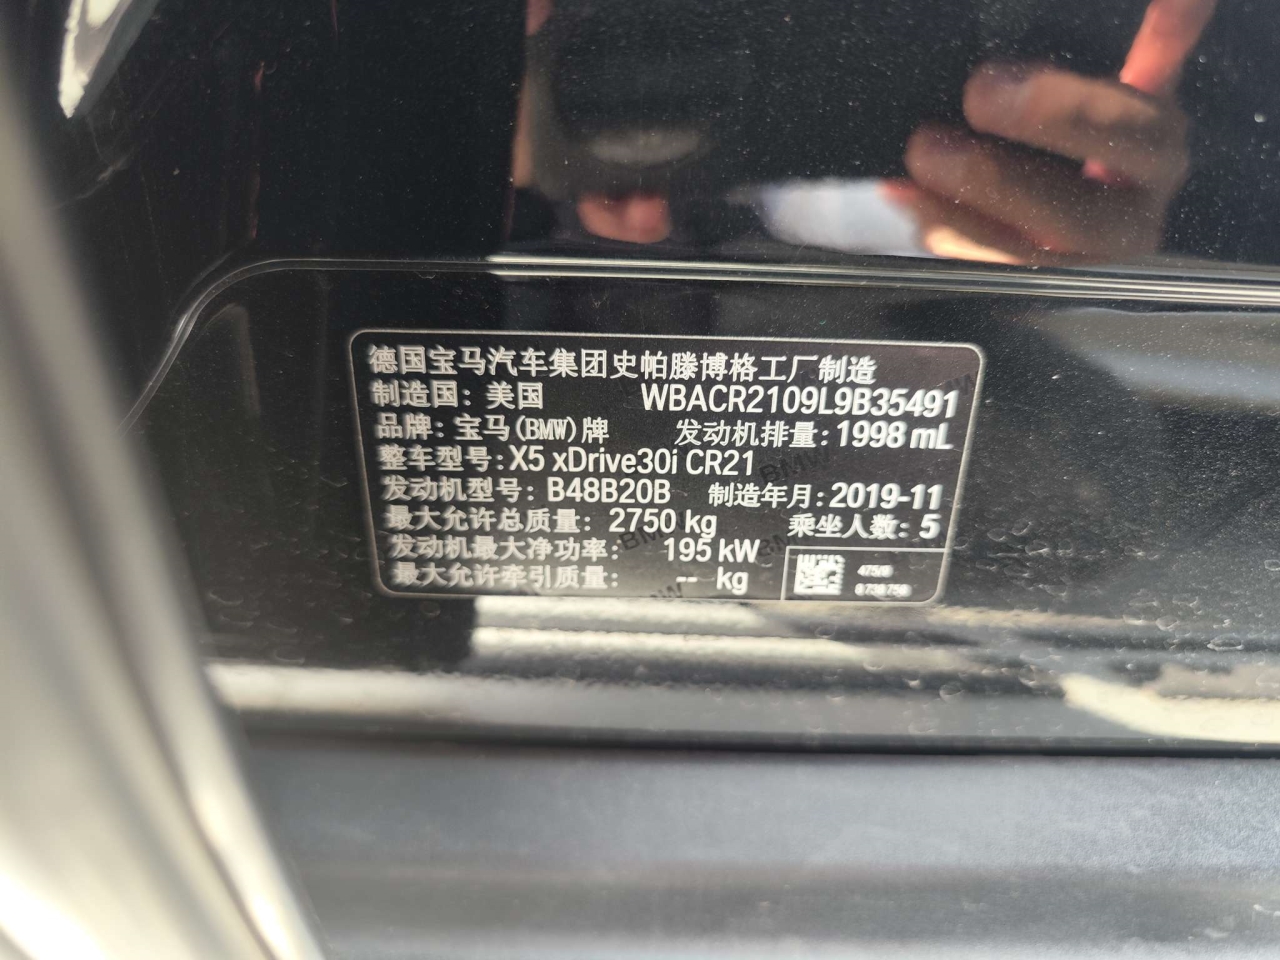 德国宝马汽车集团史帕滕博格工厂制造
制造国: 美国 WBACR2109L9B35491
品牌: 宝马(BMW)牌 发动机排量: 1998 mL
整车型号: X5 xDrive30i CR21
发动机型号: B48B20B 制造年月: 2019-11
最大允许总质量: 2750 kg 乘坐人数: 5
发动机最大净功率: 195 kW
最大允许牵引质量: -- kg